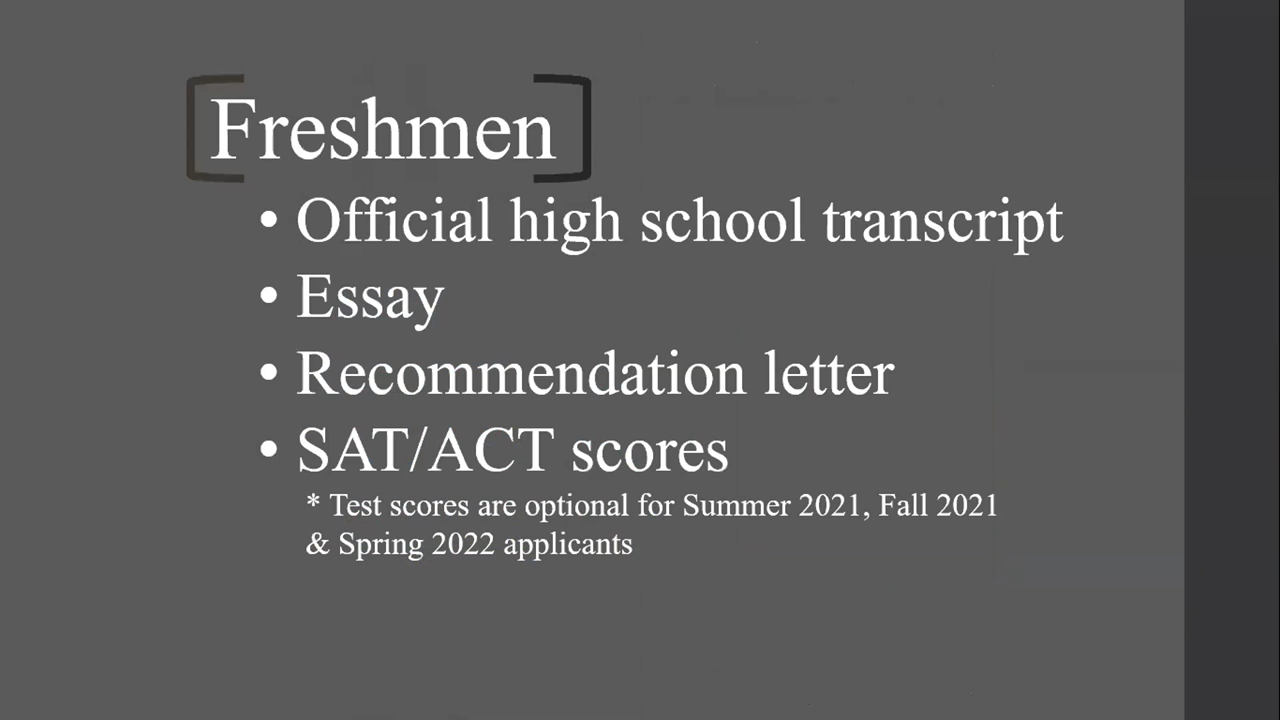 Freshmen
• Official high school transcript
• Essay
• Recommendation letter
• SAT/ACT scores
* Test scores are optional for Summer 2021, Fall 2021
& Spring 2022 applicants